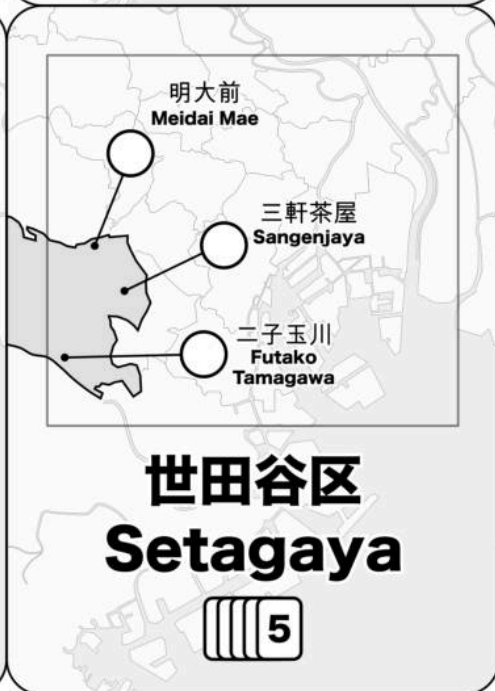 明大前
Meidai Mae
三軒茶屋
Sangenjaya
二子玉川
Futako
Tamagawa
世田谷区
Setagaya
5